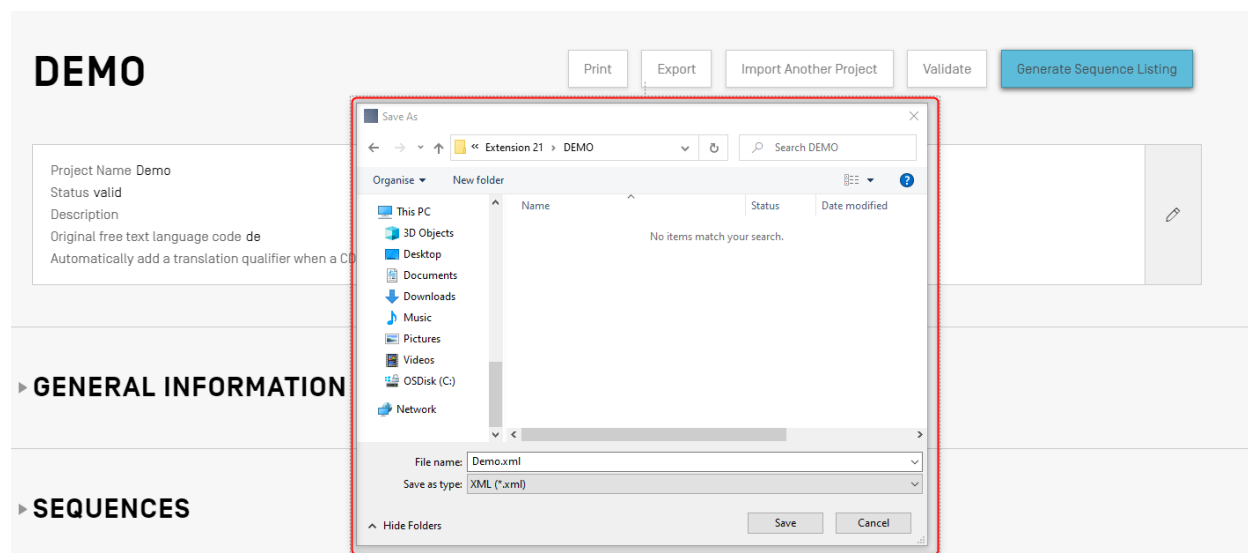 DEMO
Print
Export
Import Another Project
Validate
Generate Sequence Listing
Project Name Demo
Status valid
Description
Original free text language code de
Automatically add a translation qualifier when a CD
Save As
« Extension 21 › DEMO
Search DEMO
Organise
New folder
Name
Status
Date modified
No items match your search.
This PC
3D Objects
Desktop
Documents
Downloads
Music
Pictures
Videos
OSDisk (C:)
Network
File name: Demo.xml
Save as type: XML (*.xml)
Hide Folders
Save
Cancel
GENERAL INFORMATION
SEQUENCES